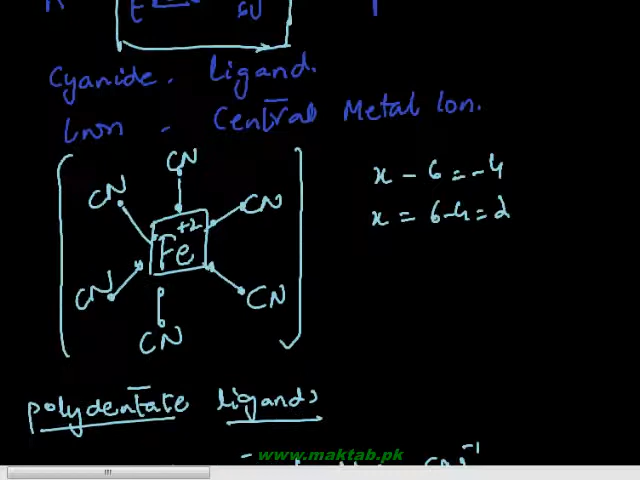 Cyanide. Ligand.
Iron - Central Metal Ion.
CN
CN CN
+2
Fe
CN CN
CN
x - 6 = -4
x = 6-4 = 2
polydentate ligands
www.maktab.pk